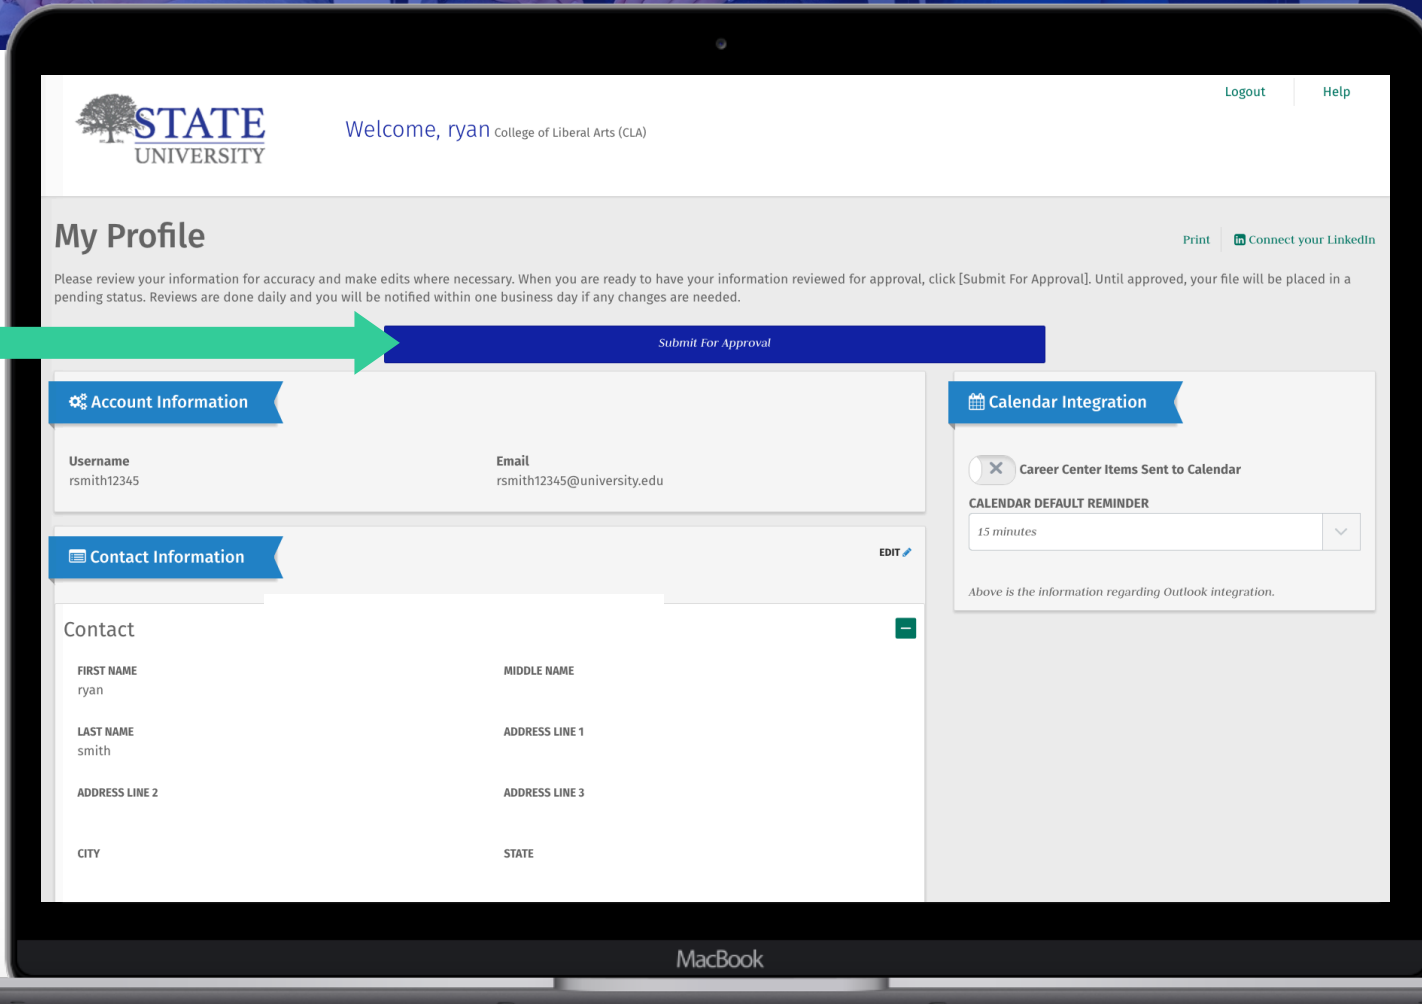 Logout Help
STATE
UNIVERSITY
Welcome, ryan College of Liberal Arts (CLA)
My Profile
Print in Connect your LinkedIn
Please review your information for accuracy and make edits where necessary. When you are ready to have your information reviewed for approval, click [Submit For Approval]. Until approved, your file will be placed in a
pending status. Reviews are done daily and you will be notified within one business day if any changes are needed.
Submit For Approval
Account Information
Username
rsmith12345
Email
rsmith12345@university.edu
Calendar Integration
Career Center Items Sent to Calendar
CALENDAR DEFAULT REMINDER
15 minutes
Above is the information regarding Outlook integration.
Contact Information
EDIT
Contact
FIRST NAME
ryan
MIDDLE NAME
LAST NAME
smith
ADDRESS LINE 1
ADDRESS LINE 2
ADDRESS LINE 3
CITY
STATE
MacBook